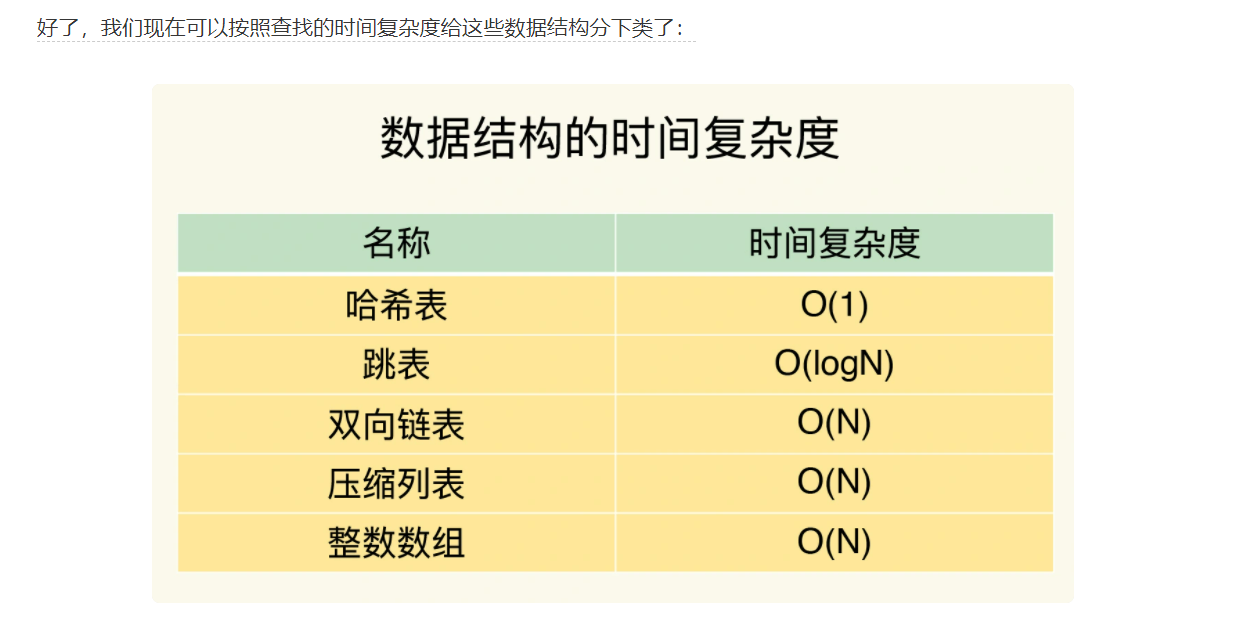 好了，我们现在可以按照查找的时间复杂度给这些数据结构分下类了：
数据结构的时间复杂度
名称 时间复杂度
哈希表 O(1)
跳表 O(logN)
双向链表 O(N)
压缩列表 O(N)
整数数组 O(N)